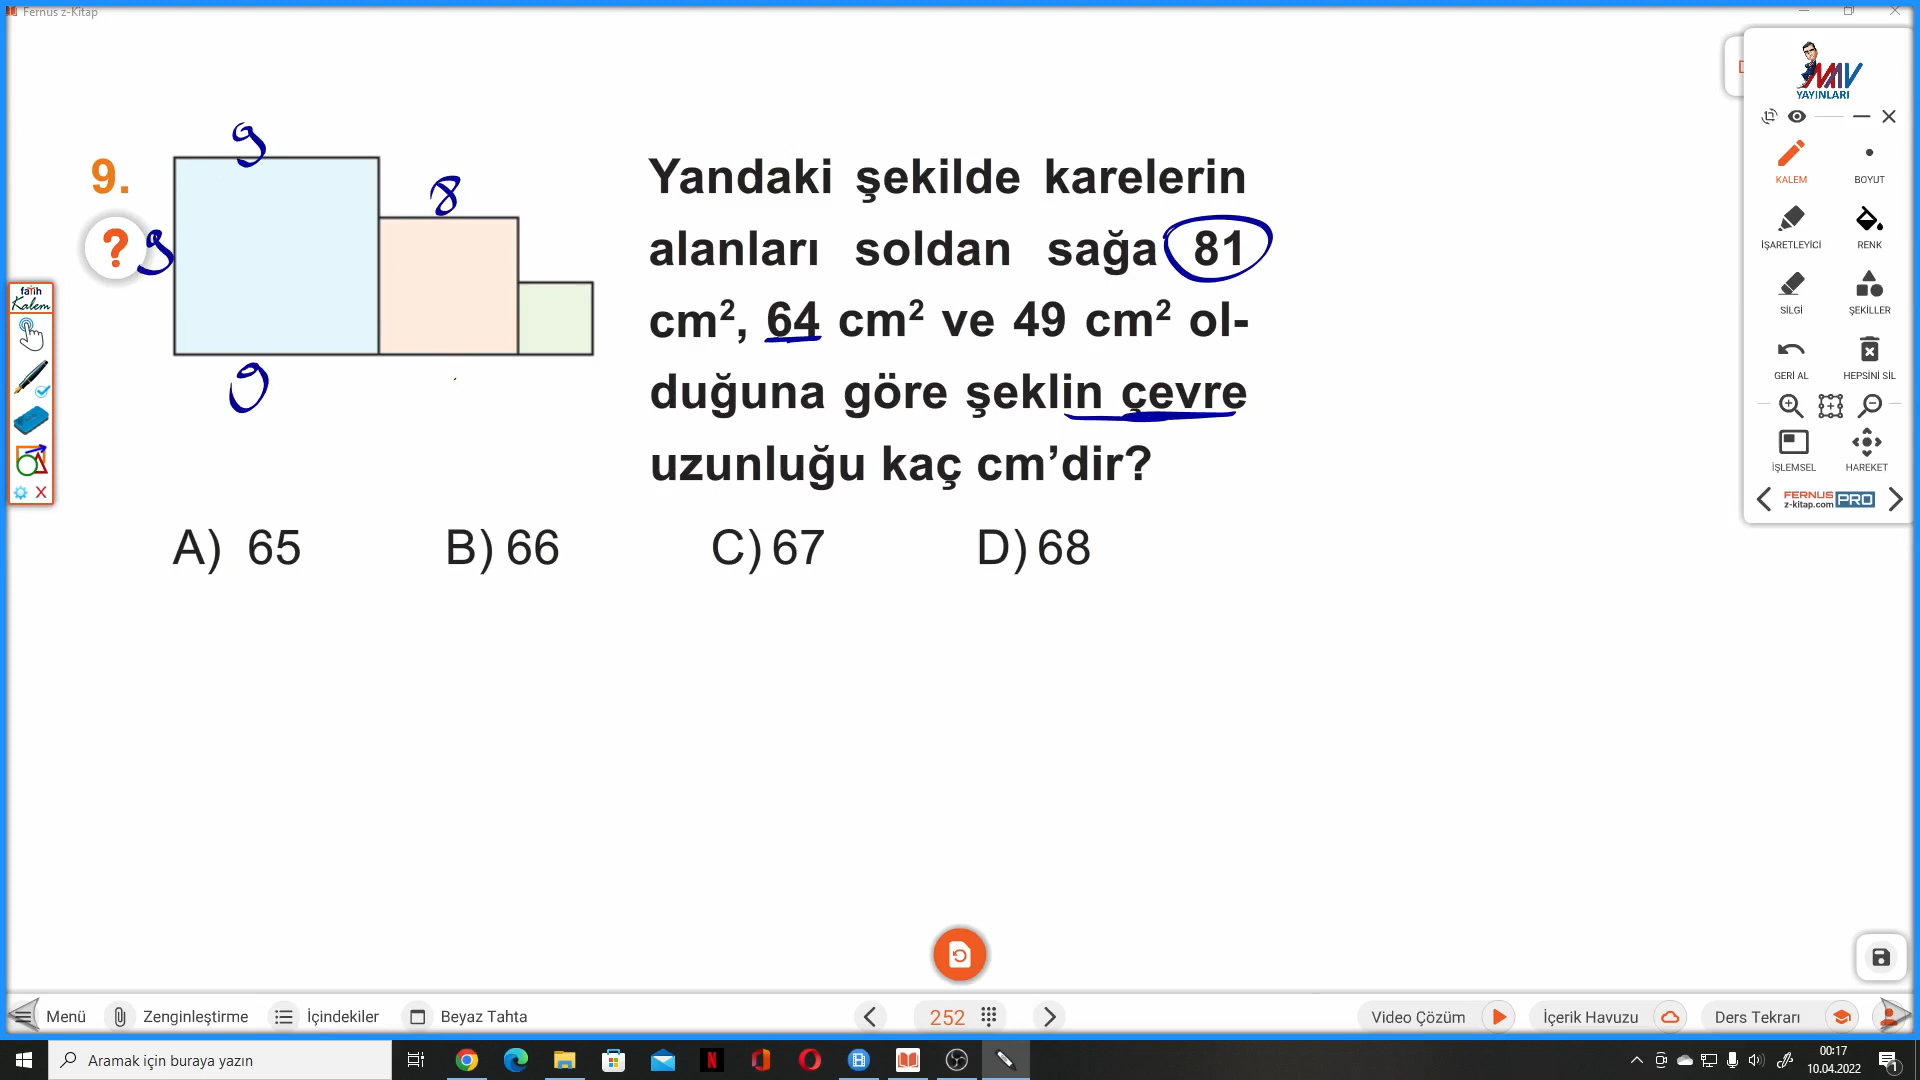 Fernus z-Kitap
9.
?
9
9
8
9
Yandaki şekilde karelerin
alanları soldan sağa 81
cm², 64 cm² ve 49 cm² ol-
duğuna göre şeklin çevre
uzunluğu kaç cm’dir?
A) 65 B) 66 C) 67 D) 68
fatih
Kalem
MAV
YAYINLARI
KALEM BOYUT
İŞARETLEYİCİ RENK
SİLGİ ŞEKİLLER
GERİ AL HEPSİNİ SİL
İŞLEMSEL HAREKET
FERNUS PRO
z-kitap.com
Menü Zenginleştirme İçindekiler Beyaz Tahta 252 Video Çözüm İçerik Havuzu Ders Tekrarı
Aramak için buraya yazın
00:17
10.04.2022
1